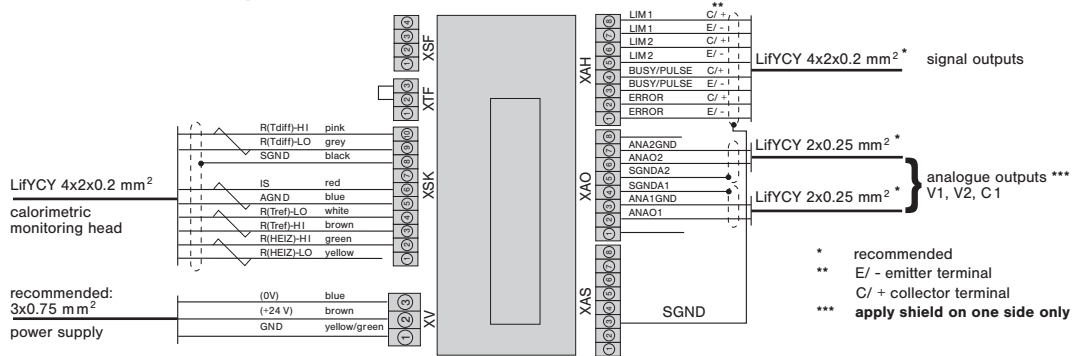 4
3
2
1
XSF
3
2
1
XTF
R(Tdiff)-HI pink
R(Tdiff)-LO grey
SGND black
IS red
AGND blue
R(Tref)-LO white
R(Tref)-HI brown
R(HEIZ)-HI green
R(HEIZ)-LO yellow
10
9
8
7
6
5
4
3
2
1
XSK
LifYCY 4x2x0.2 mm²
calorimetric
monitoring head
recommended:
3x0.75 mm²
power supply
(0V) blue
(+24 V) brown
GND yellow/green
3
2
1
XV
XAH
8
7
6
5
4
3
2
1
**
LIM1 C/ +
LIM1 E/ -
LIM2 C/ +
LIM2 E/ -
BUSY/PULSE C/+
BUSY/PULSE E/ -
ERROR C/ +
ERROR E/ -
LifYCY 4x2x0.2 mm² * signal outputs
XAO
8
7
6
5
4
3
2
1
ANA2GND
ANAO2
SGNDA2
SGNDA1
ANA1GND
ANAO1
LifYCY 2x0.25 mm² *
LifYCY 2x0.25 mm² *
}
analogue outputs ***
V1, V2, C1
XAS
8
7
6
5
4
3
2
1
SGND
* recommended
** E/ - emitter terminal
C/ + collector terminal
*** apply shield on one side only